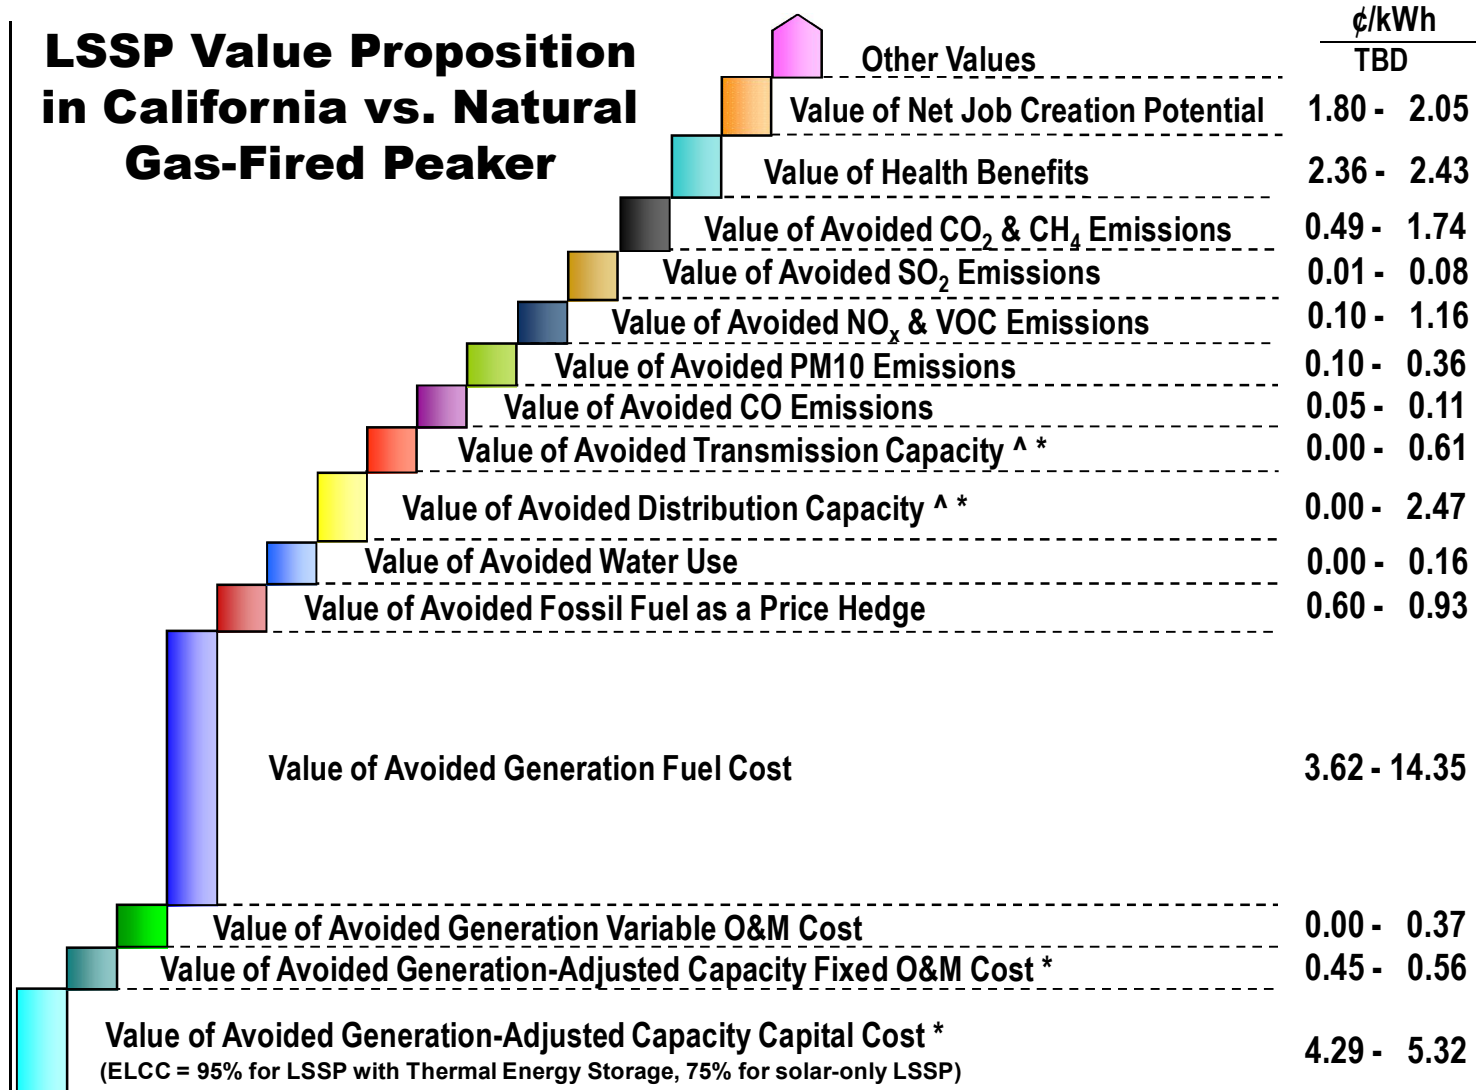 LSSP Value Proposition
in California vs. Natural
Gas-Fired Peaker
¢/kWh
Other Values TBD
Value of Net Job Creation Potential 1.80 - 2.05
Value of Health Benefits 2.36 - 2.43
Value of Avoided CO₂ & CH₄ Emissions 0.49 - 1.74
Value of Avoided SO₂ Emissions 0.01 - 0.08
Value of Avoided NOₓ & VOC Emissions 0.10 - 1.16
Value of Avoided PM10 Emissions 0.10 - 0.36
Value of Avoided CO Emissions 0.05 - 0.11
Value of Avoided Transmission Capacity ^ * 0.00 - 0.61
Value of Avoided Distribution Capacity ^ * 0.00 - 2.47
Value of Avoided Water Use 0.00 - 0.16
Value of Avoided Fossil Fuel as a Price Hedge 0.60 - 0.93
Value of Avoided Generation Fuel Cost 3.62 - 14.35
Value of Avoided Generation Variable O&M Cost 0.00 - 0.37
Value of Avoided Generation-Adjusted Capacity Fixed O&M Cost * 0.45 - 0.56
Value of Avoided Generation-Adjusted Capacity Capital Cost * 4.29 - 5.32
(ELCC = 95% for LSSP with Thermal Energy Storage, 75% for solar-only LSSP)